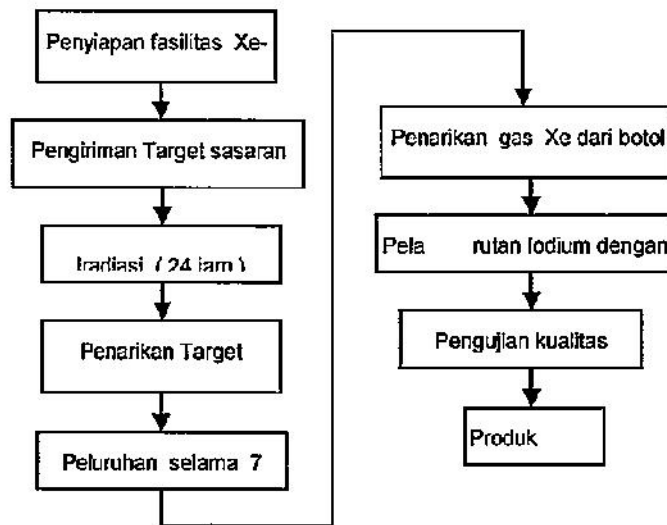 Penyiapan fasilitas Xe-
Pengiriman Target sasaran
Iradiasi ( 24 jam )
Penarikan Target
Peluruhan selama 7
Penarikan gas Xe dari botol
Pela rutan Iodium dengan
Pengujian kualitas
Produk